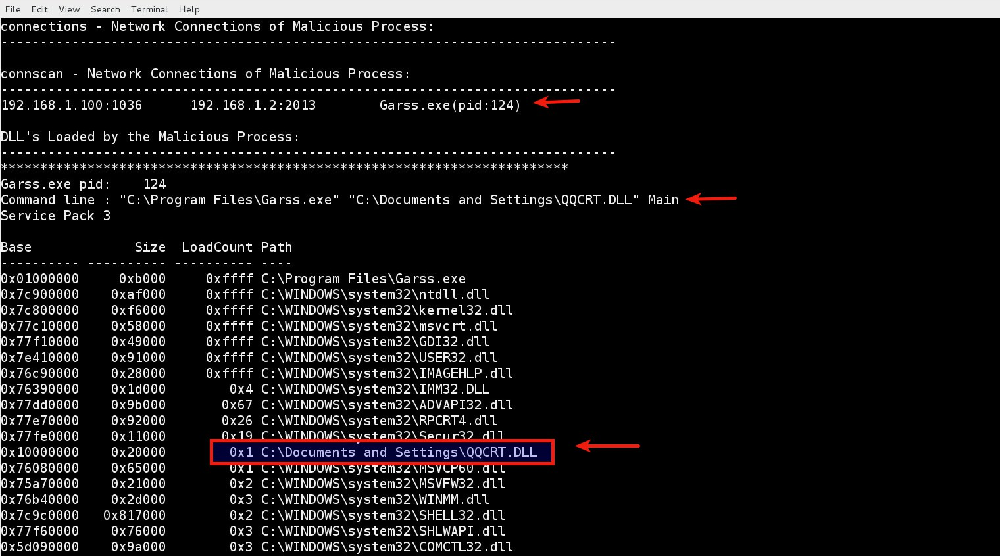 File Edit View Search Terminal Help
connections - Network Connections of Malicious Process:
------------------------------------------------------------------------------
connscan - Network Connections of Malicious Process:
------------------------------------------------------------------------------
192.168.1.100:1036      192.168.1.2:2013        Garss.exe(pid:124)
DLL's Loaded by the Malicious Process:
------------------------------------------------------------------------------
************************************************************************
Garss.exe pid:    124
Command line : "C:\Program Files\Garss.exe" "C:\Documents and Settings\QQCRT.DLL" Main
Service Pack 3
Base             Size  LoadCount Path
---------- ---------- ---------- ----
0x01000000     0xb000     0xffff C:\Program Files\Garss.exe
0x7c900000    0xaf000     0xffff C:\WINDOWS\system32\ntdll.dll
0x7c800000    0xf6000     0xffff C:\WINDOWS\system32\kernel32.dll
0x77c10000    0x58000     0xffff C:\WINDOWS\system32\msvcrt.dll
0x77f10000    0x49000     0xffff C:\WINDOWS\system32\GDI32.dll
0x7e410000    0x91000     0xffff C:\WINDOWS\system32\USER32.dll
0x76c90000    0x28000     0xffff C:\WINDOWS\system32\IMAGEHLP.dll
0x76390000    0x1d000        0x4 C:\WINDOWS\system32\IMM32.DLL
0x77dd0000    0x9b000       0x67 C:\WINDOWS\system32\ADVAPI32.dll
0x77e70000    0x92000       0x26 C:\WINDOWS\system32\RPCRT4.dll
0x77fe0000    0x11000       0x19 C:\WINDOWS\system32\Secur32.dll
0x10000000    0x20000        0x1 C:\Documents and Settings\QQCRT.DLL
0x76080000    0x65000        0x1 C:\WINDOWS\system32\MSVCP60.dll
0x75a70000    0x21000        0x2 C:\WINDOWS\system32\MSVFW32.dll
0x76b40000    0x2d000        0x3 C:\WINDOWS\system32\WINMM.dll
0x7c9c0000   0x817000        0x2 C:\WINDOWS\system32\SHELL32.dll
0x77f60000    0x76000        0x3 C:\WINDOWS\system32\SHLWAPI.dll
0x5d090000    0x9a000        0x3 C:\WINDOWS\system32\COMCTL32.dll